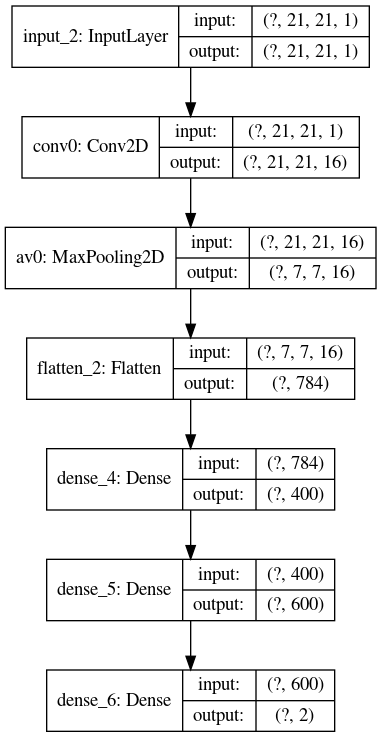 input_2: InputLayer
input: (?, 21, 21, 1)
output: (?, 21, 21, 1)
conv0: Conv2D
input: (?, 21, 21, 1)
output: (?, 21, 21, 16)
av0: MaxPooling2D
input: (?, 21, 21, 16)
output: (?, 7, 7, 16)
flatten_2: Flatten
input: (?, 7, 7, 16)
output: (?, 784)
dense_4: Dense
input: (?, 784)
output: (?, 400)
dense_5: Dense
input: (?, 400)
output: (?, 600)
dense_6: Dense
input: (?, 600)
output: (?, 2)